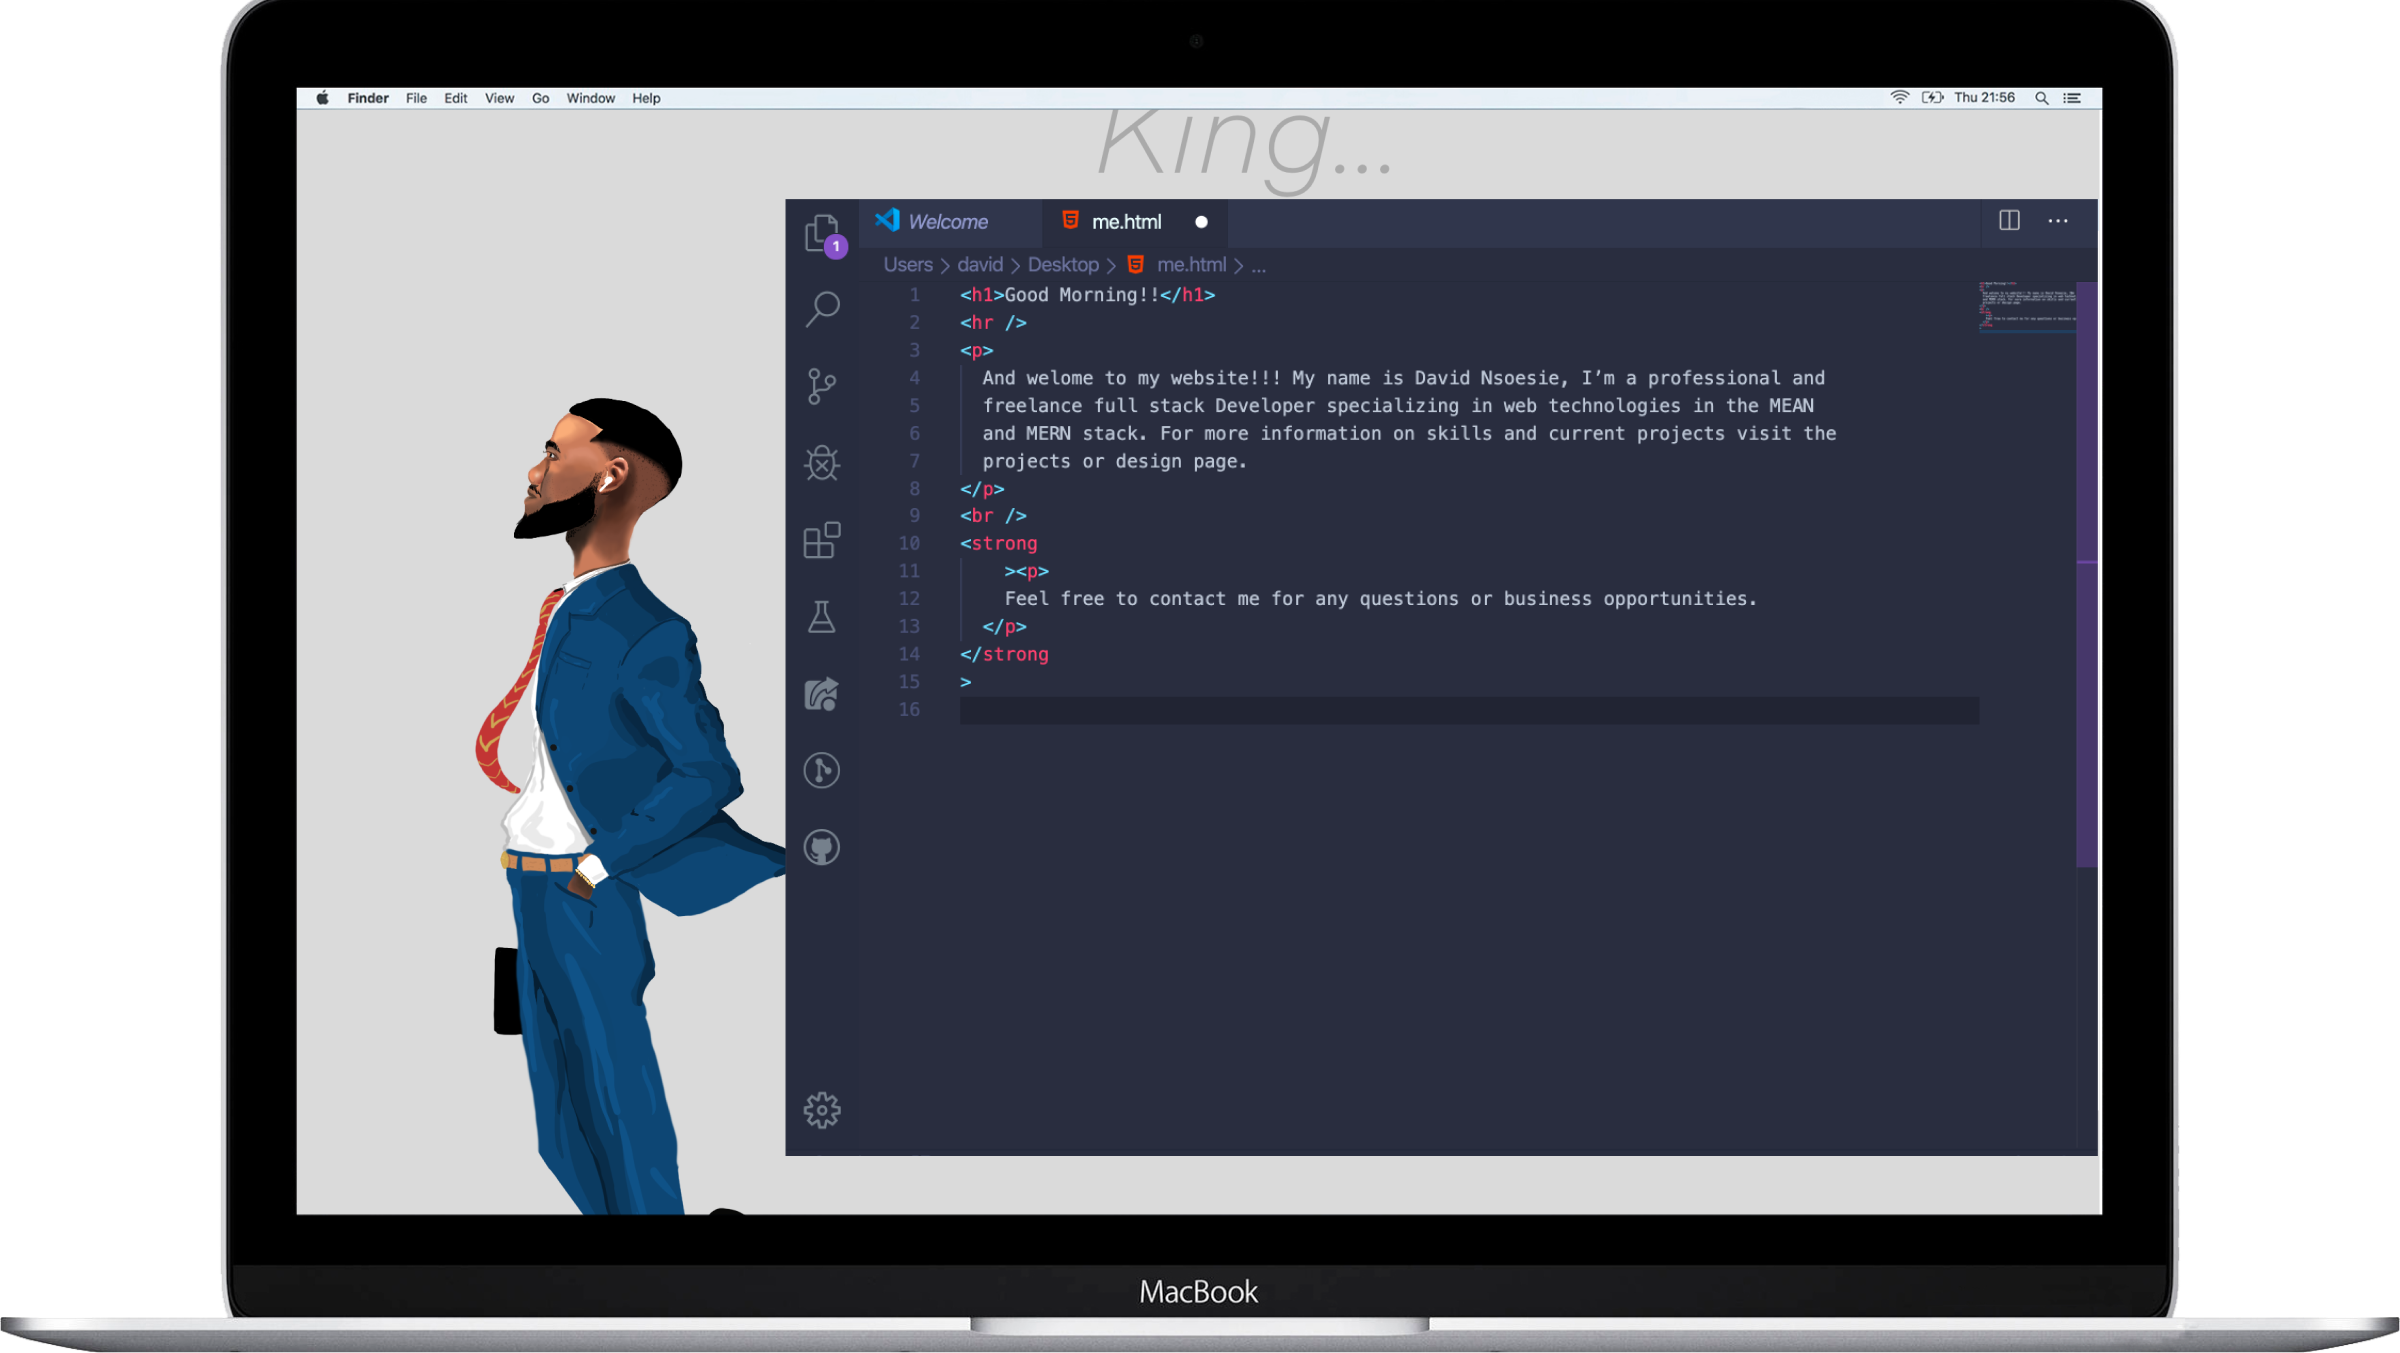 Finder File Edit View Go Window Help Thu 21:56
King...
1 Welcome me.html
Users > david > Desktop > me.html > ...
1 <h1>Good Morning!!</h1>
2 <hr />
3 <p>
4 And welome to my website!!! My name is David Nsoesie, I’m a professional and
5 freelance full stack Developer specializing in web technologies in the MEAN
6 and MERN stack. For more information on skills and current projects visit the
7 projects or design page.
8 </p>
9 <br />
10 <strong
11 ><p>
12 Feel free to contact me for any questions or business opportunities.
13 </p>
14 </strong
15 >
16
MacBook